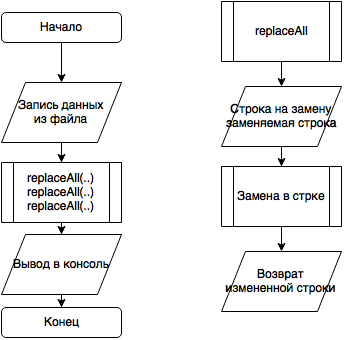 Начало
Запись данных
из файла
replaceAll(..)
replaceAll(..)
replaceAll(..)
Вывод в консоль
Конец
replaceAll
Строка на замену
заменяемая строка
Замена в стрке
Возврат
измененной строки